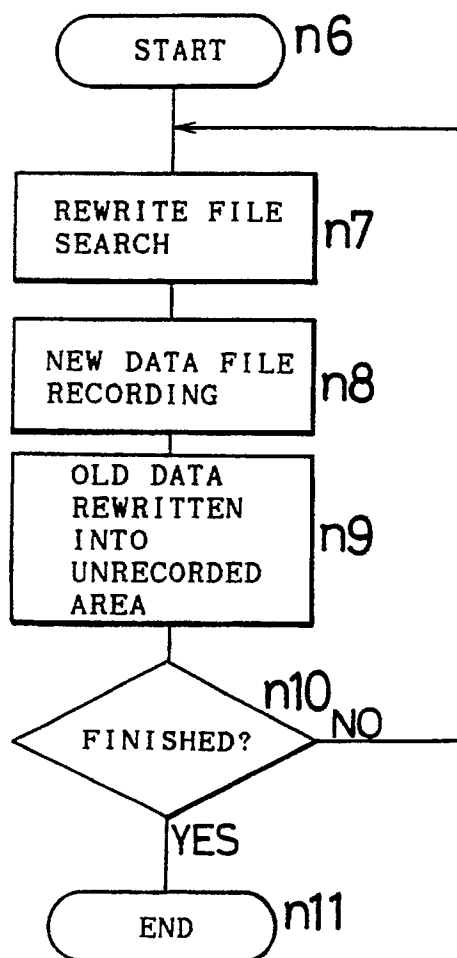 START n6
REWRITE FILE
SEARCH
n7
NEW DATA FILE
RECORDING
n8
OLD DATA
REWRITTEN
INTO
UNRECORDED
AREA
n9
n10
FINISHED?
NO
YES
END n11